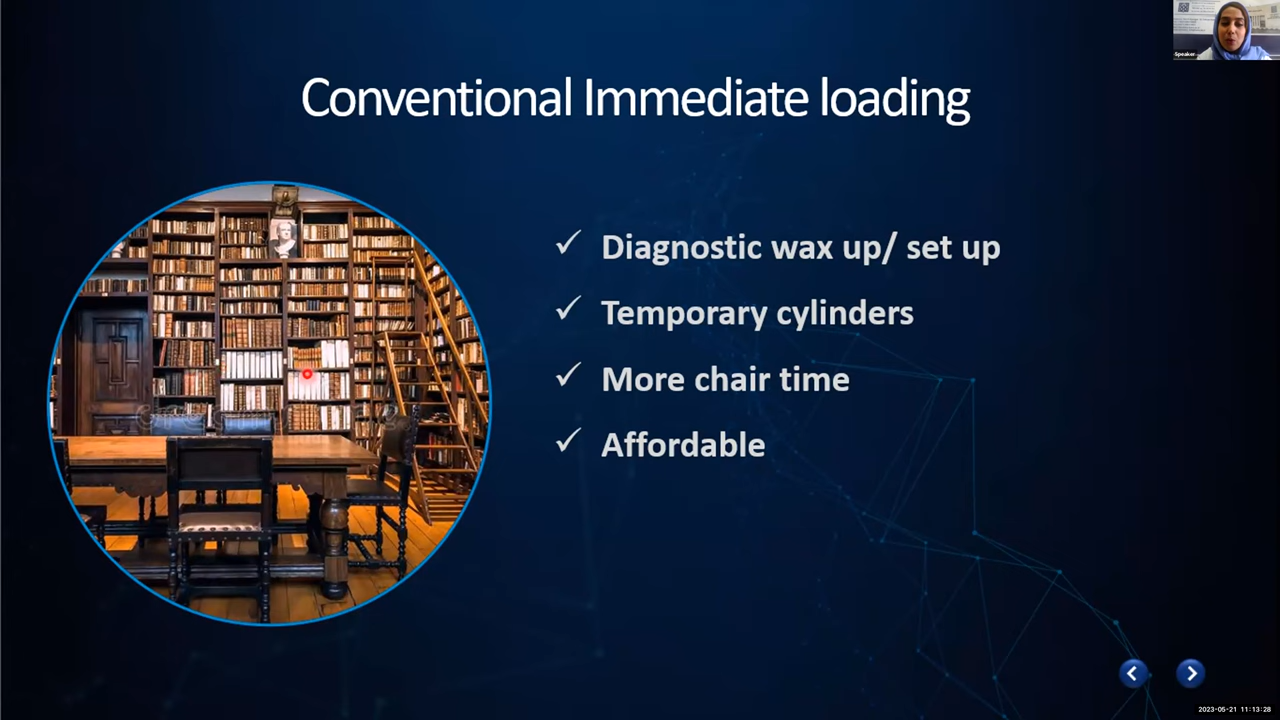 Speaker
Conventional Immediate loading
Diagnostic wax up/ set up
Temporary cylinders
More chair time
Affordable
2023-05-21 11:13:28